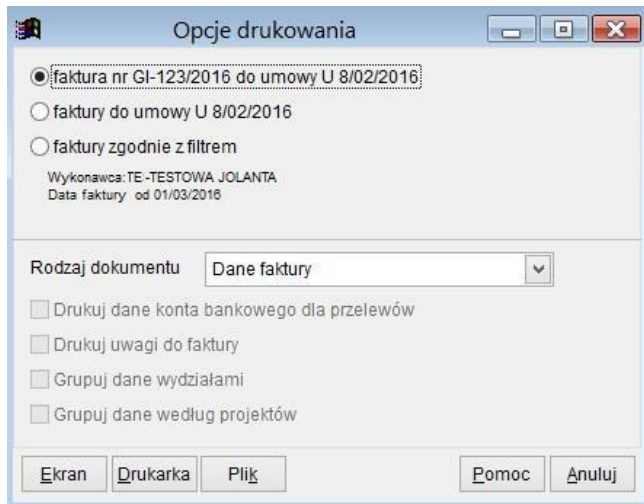 Opcje drukowania
faktura nr GI-123/2016 do umowy U 8/02/2016
faktury do umowy U 8/02/2016
faktury zgodnie z filtrem
Wykonawca:TE-TESTOWA JOLANTA
Data faktury od 01/03/2016
Rodzaj dokumentu Dane faktury
Drukuj dane konta bankowego dla przelewów
Drukuj uwagi do faktury
Grupuj dane wydziałami
Grupuj dane według projektów
Ekran Drukarka Plik Pomoc Anuluj